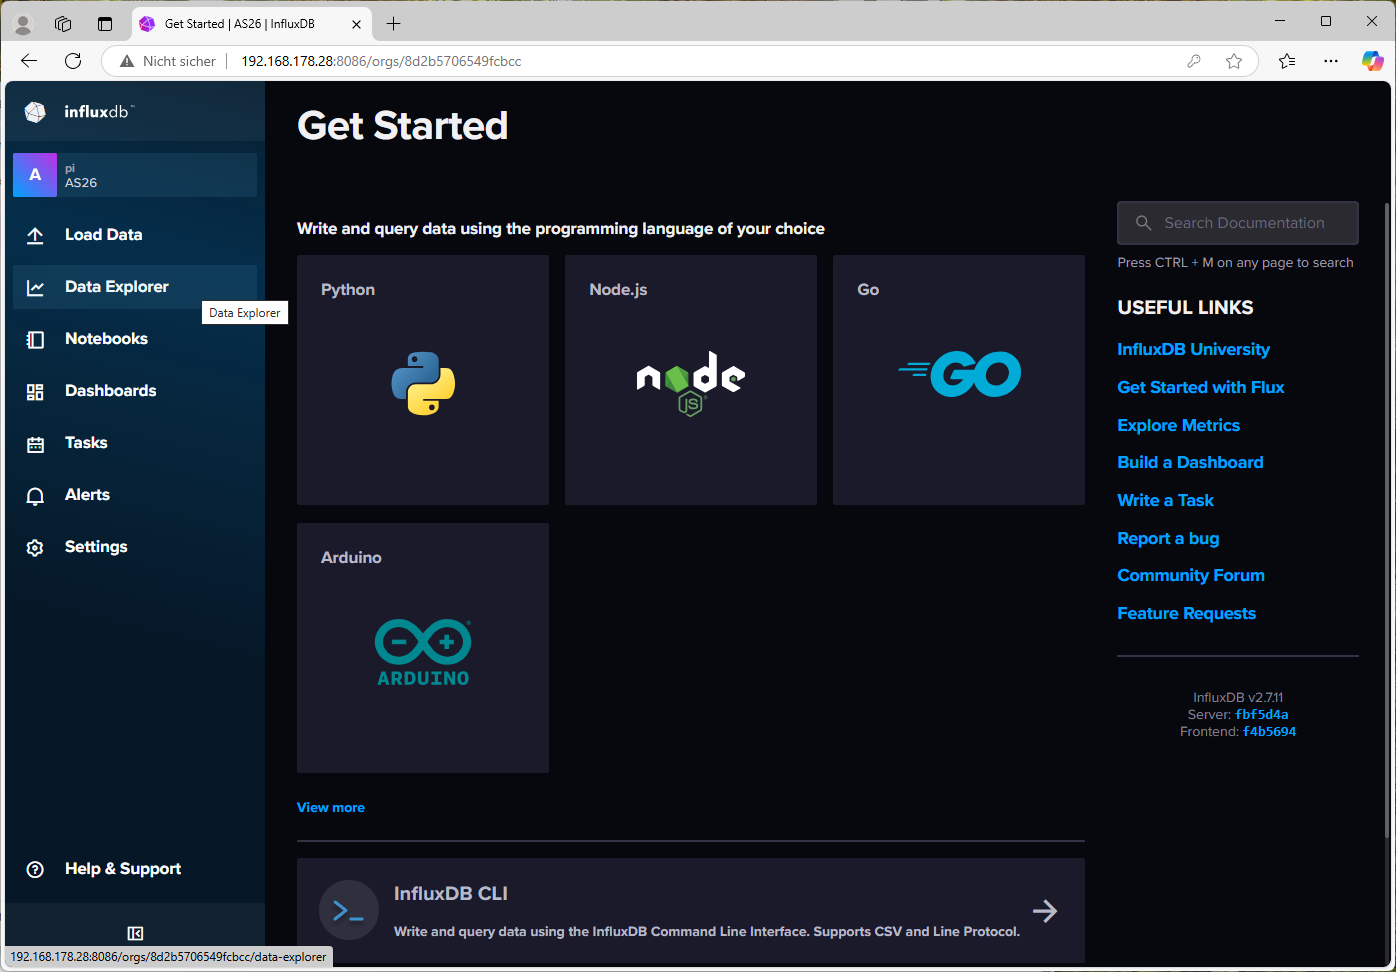 Get Started | AS26 | InfluxDB
Nicht sicher
192.168.178.28:8086/orgs/8d2b5706549fcbcc
influxdb™
A
pi
AS26
Load Data
Data Explorer
Data Explorer
Notebooks
Dashboards
Tasks
Alerts
Settings
Help & Support
192.168.178.28:8086/orgs/8d2b5706549fcbcc/data-explorer
Get Started
Write and query data using the programming language of your choice
Python
Node.js
node
JS
Go
GO
Arduino
ARDUINO
View more
InfluxDB CLI
Write and query data using the InfluxDB Command Line Interface. Supports CSV and Line Protocol.
Search Documentation
Press CTRL + M on any page to search
USEFUL LINKS
InfluxDB University
Get Started with Flux
Explore Metrics
Build a Dashboard
Write a Task
Report a bug
Community Forum
Feature Requests
InfluxDB v2.7.11
Server: fbf5d4a
Frontend: f4b5694